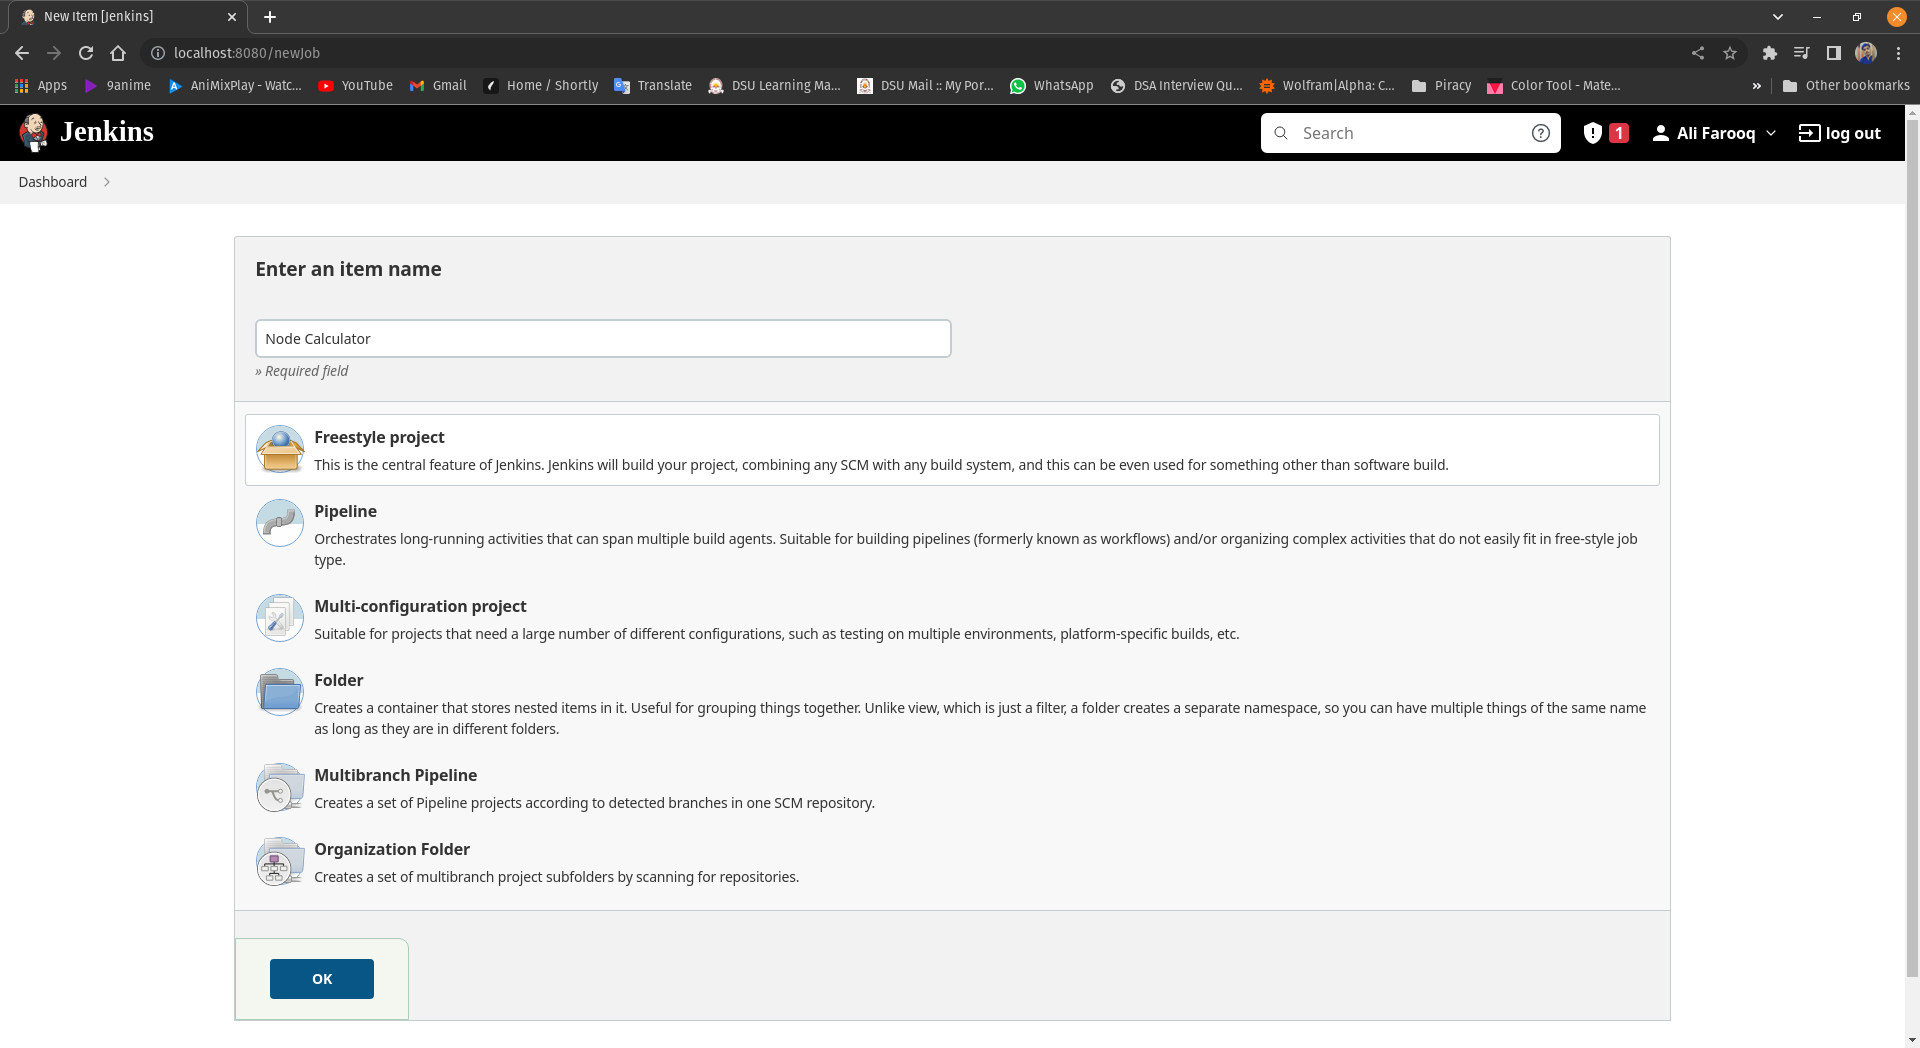 New Item [Jenkins]
localhost:8080/newJob
Apps 9anime AniMixPlay - Watc... YouTube Gmail Home / Shortly Translate DSU Learning Ma... DSU Mail :: My Por... WhatsApp DSA Interview Qu... Wolfram|Alpha: C... Piracy Color Tool - Mate... » Other bookmarks
Jenkins Search 1 Ali Farooq log out
Dashboard
Enter an item name
Node Calculator
» Required field
Freestyle project
This is the central feature of Jenkins. Jenkins will build your project, combining any SCM with any build system, and this can be even used for something other than software build.
Pipeline
Orchestrates long-running activities that can span multiple build agents. Suitable for building pipelines (formerly known as workflows) and/or organizing complex activities that do not easily fit in free-style job
type.
Multi-configuration project
Suitable for projects that need a large number of different configurations, such as testing on multiple environments, platform-specific builds, etc.
Folder
Creates a container that stores nested items in it. Useful for grouping things together. Unlike view, which is just a filter, a folder creates a separate namespace, so you can have multiple things of the same name
as long as they are in different folders.
Multibranch Pipeline
Creates a set of Pipeline projects according to detected branches in one SCM repository.
Organization Folder
Creates a set of multibranch project subfolders by scanning for repositories.
OK